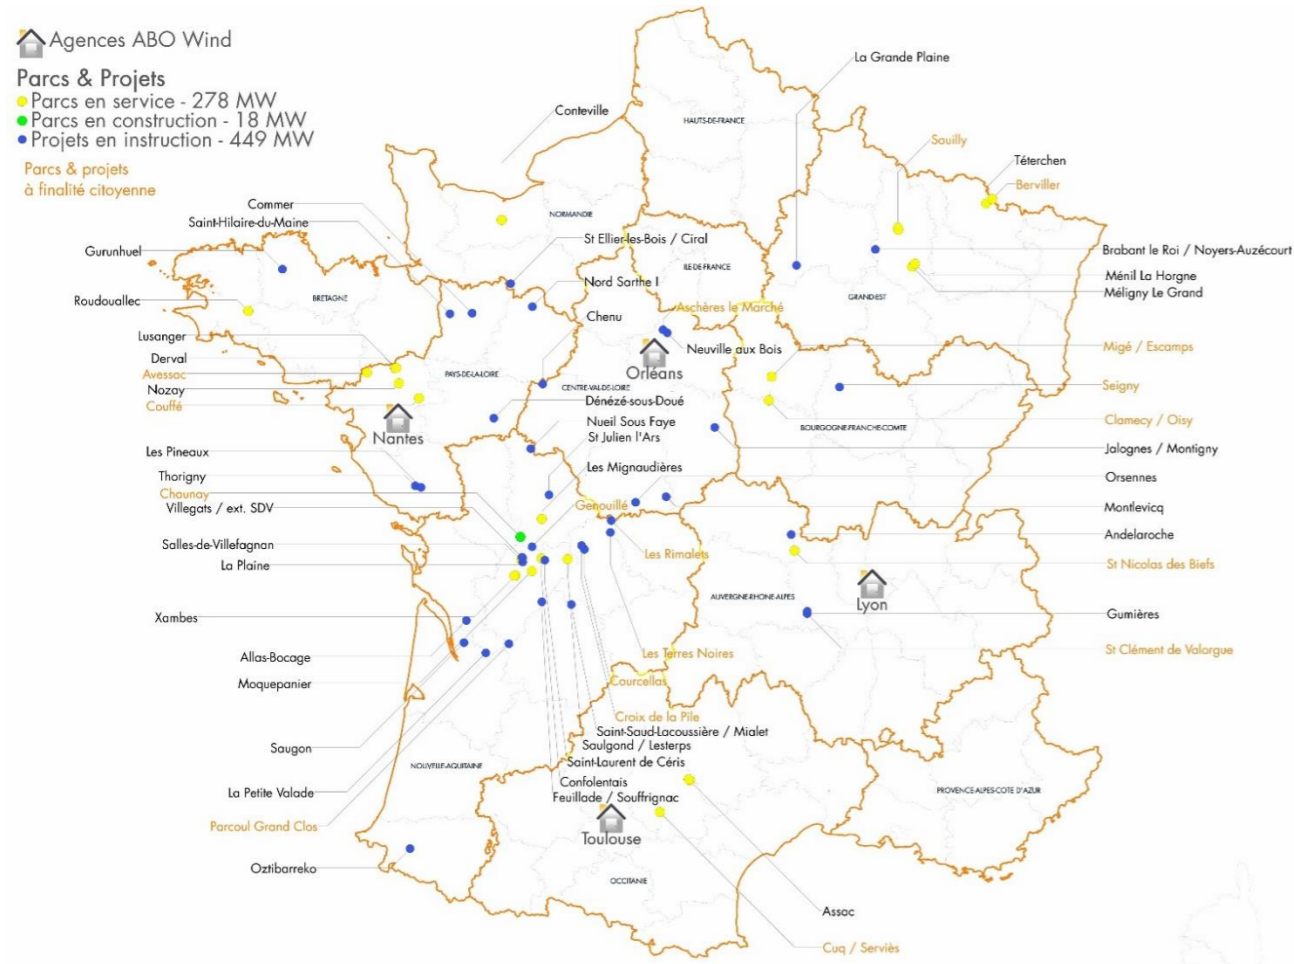 Agences ABO Wind
Parcs & Projets
Parcs en service - 278 MW
Parcs en construction - 18 MW
Projets en instruction - 449 MW
Parcs & projets
à finalité citoyenne
La Grande Plaine
Conteville
HAUTS-DE-FRANCE
Souilly
Téterchen
Berviller
Commer
Saint-Hilaire-du-Maine
NORMANDIE
Gurunhuel
St Ellier-les-Bois / Ciral
Brabant le Roi / Noyers-Auzécourt
ILE-DE-FRANCE
Ménil La Horgne
Nord Sarthe I
Méligny Le Grand
Roudouallec
BRETAGNE
GRAND-EST
Aschères le Marché
Chenu
Lusanger
Neuville aux Bois
Migé / Escamps
Derval
Avessac
Orléans
PAYS-DE-LA-LOIRE
Nozay
CENTRE-VAL-DE-LOIRE
Seigny
Couffé
Dénézé-sous-Doué
Nueil Sous Faye
Clamecy / Oisy
BOURGOGNE-FRANCHE-COMTE
Nantes
St Julien l'Ars
Jalognes / Montigny
Les Pineaux
Les Mignaudières
Thorigny
Orsennes
Chaunay
Villegats / ext. SDV
Genouillé
Montlevicq
Andelaroche
Salles-de-Villefagnan
Les Rimalets
La Plaine
St Nicolas des Biefs
AUVERGNE-RHONE-ALPES
Lyon
Xambes
Gumières
Allas-Bocage
Les Terres Noires
St Clément de Valorgue
Moquepanier
Courcellas
Croix de la Pile
Saint-Saud-Lacoussière / Mialet
Saugon
Saulgond / Lesterps
NOUVELLE-AQUITAINE
Saint-Laurent de Céris
Confolentais
La Petite Valade
Feuillade / Souffrignac
PROVENCE-ALPES-COTE D'AZUR
Parcoul Grand Clos
Toulouse
Oztibarreko
OCCITANIE
Assac
Cuq / Serviès